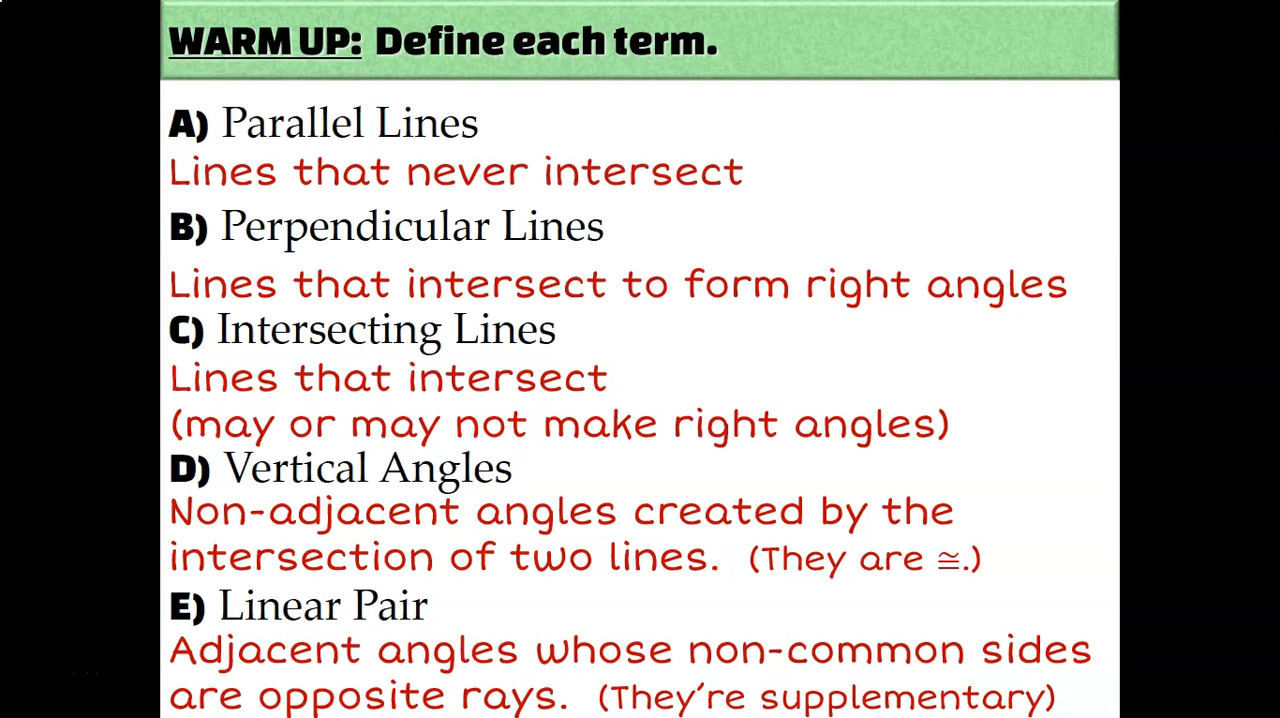 WARM UP: Define each term.
A) Parallel Lines
Lines that never intersect
B) Perpendicular Lines
Lines that intersect to form right angles
C) Intersecting Lines
Lines that intersect
(may or may not make right angles)
D) Vertical Angles
Non-adjacent angles created by the
intersection of two lines. (They are ≅.)
E) Linear Pair
Adjacent angles whose non-common sides
are opposite rays. (They’re supplementary)